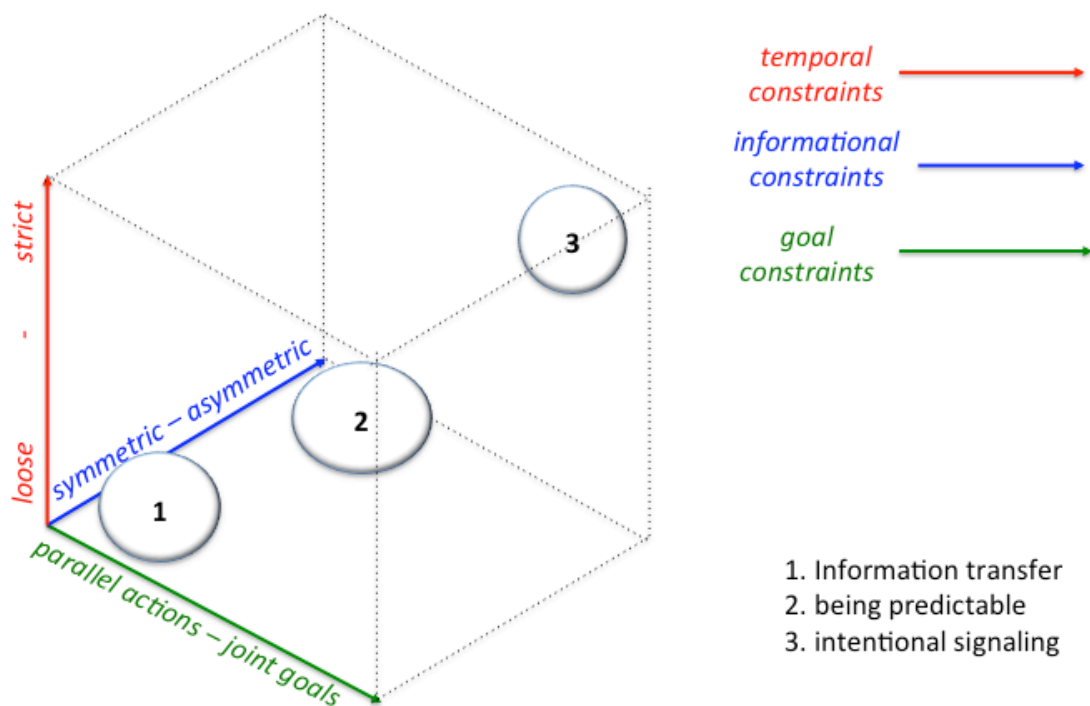 temporal
constraints
informational
constraints
goal
constraints
loose - strict
symmetric – asymmetric
parallel actions – joint goals
1
2
3
1. Information transfer
2. being predictable
3. intentional signaling